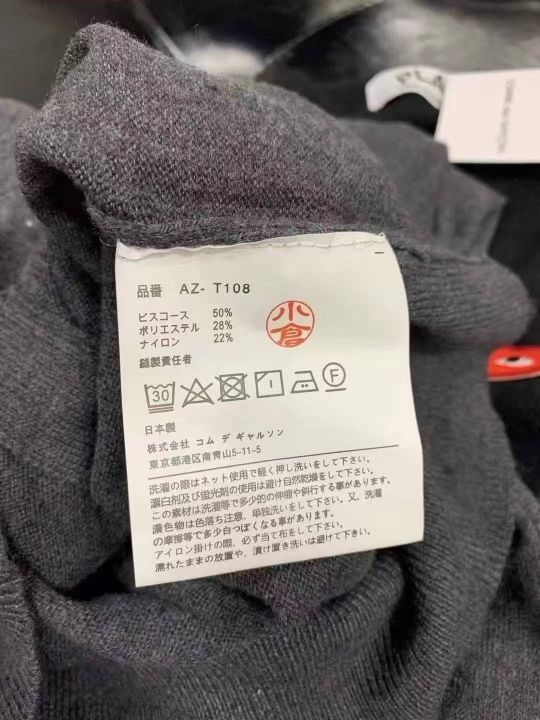 PLA
品番 AZ- T108
ビスコース 50%
ポリエステル 28%
ナイロン 22%
小倉
縫製責任者
30
F
日本製
株式会社 コム デ ギャルソン
東京都港区南青山5-11-5
洗濯の際はネット使用で軽く押し洗いをして下さい。
漂白剤及び蛍光剤の使用は避け自然乾燥をして下さい。
この素材は洗濯等で多少的の伸縮や斜行する事が有ります。
濃色物は色落ち注意、単独洗いをして下さい。又、洗濯
の摩擦等で多少白っぽくなる事が有ります。
アイロン掛けの際、必ず当て布をして下さい。
濡れたままの放置や、漬け置き洗いは避けて下さい。